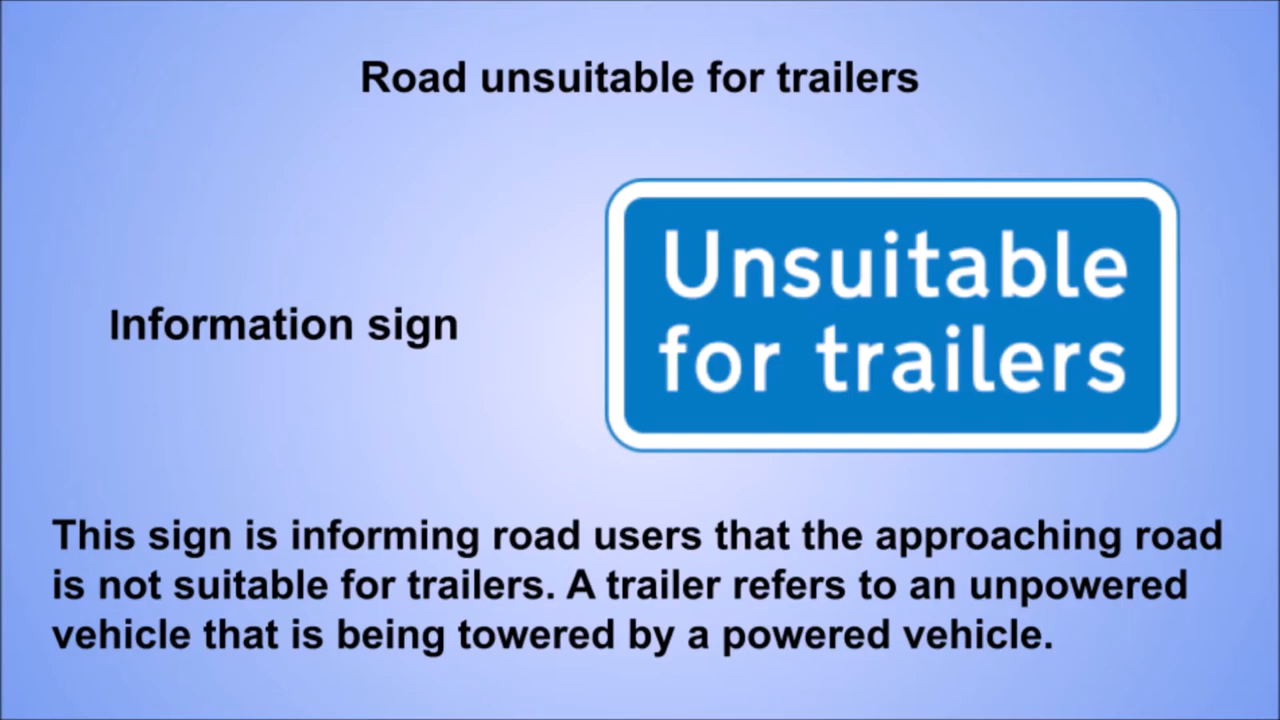 Road unsuitable for trailers
Information sign
Unsuitable
for trailers
This sign is informing road users that the approaching road
is not suitable for trailers. A trailer refers to an unpowered
vehicle that is being towered by a powered vehicle.